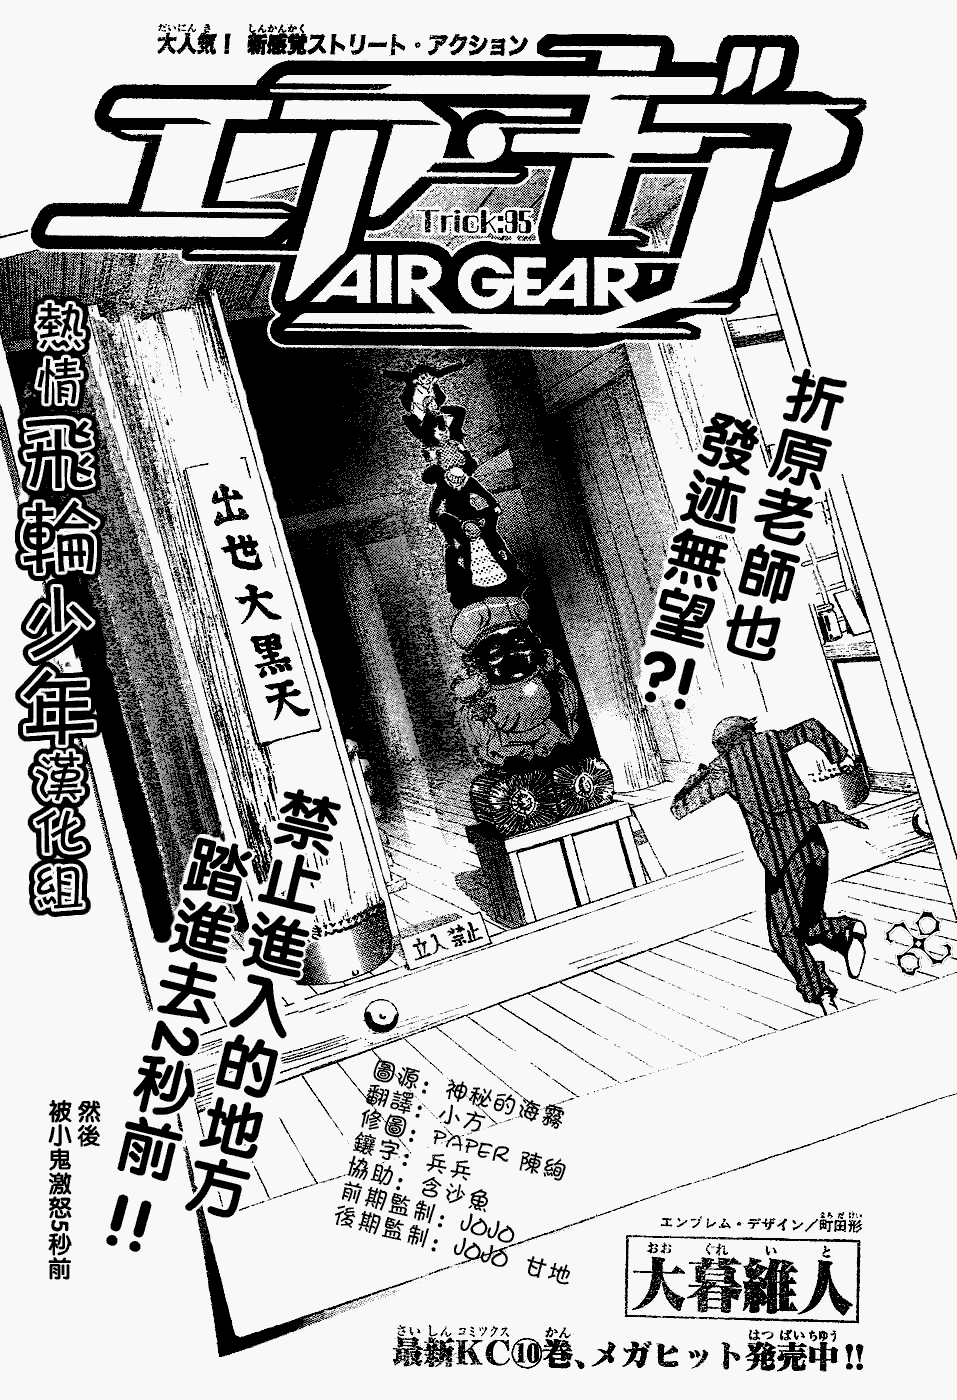 大人気！ 新感覚ストリート・アクション
エア・ギア
Trick:95
AIR GEAR
熱情飛輪少年漢化組
折原老師也
發迹無望?!
出世大黒天
禁止進入的地方
踏進去2秒前!!
立入禁止
然後
被小鬼激怒5秒前
圖源：神秘的海霧
翻譯：小方
修圖：PAPER 陳絢
鑲字：兵兵
協助：含沙魚
前期監制：JOJO
後期監制：JOJO 甘地
エンブレム・デザイン／町田形
大暮維人
最新KC⑩巻、メガヒット発売中!!